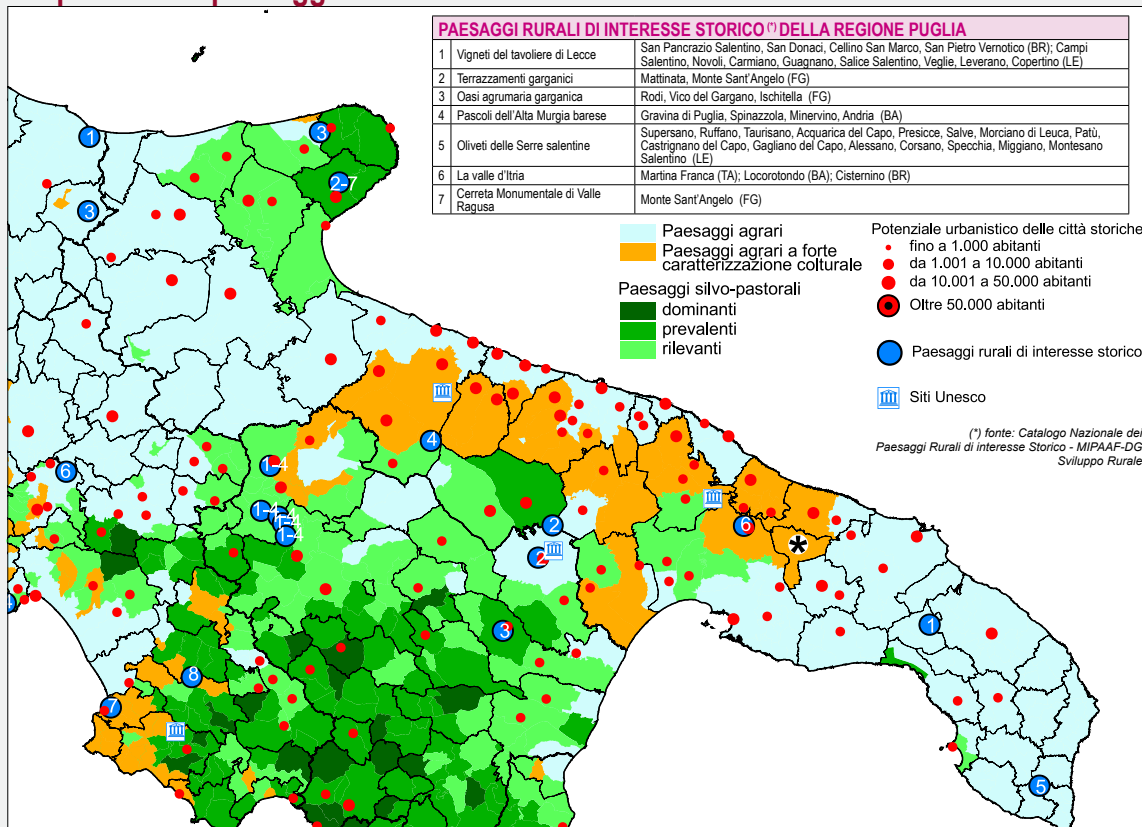 PAESAGGI RURALI DI INTERESSE STORICO (*) DELLA REGIONE PUGLIA
1 Vigneti del tavoliere di Lecce San Pancrazio Salentino, San Donaci, Cellino San Marco, San Pietro Vernotico (BR); Campi
Salentino, Novoli, Carmiano, Guagnano, Salice Salentino, Veglie, Leverano, Copertino (LE)
2 Terrazzamenti garganici Mattinata, Monte Sant'Angelo (FG)
3 Oasi agrumaria garganica Rodi, Vico del Gargano, Ischitella (FG)
4 Pascoli dell'Alta Murgia barese Gravina di Puglia, Spinazzola, Minervino, Andria (BA)
5 Oliveti delle Serre salentine Supersano, Ruffano, Taurisano, Acquarica del Capo, Presicce, Salve, Morciano di Leuca, Patù,
Castrignano del Capo, Gagliano del Capo, Alessano, Corsano, Specchia, Miggiano, Montesano
Salentino (LE)
6 La valle d'Itria Martina Franca (TA); Locorotondo (BA); Cisternino (BR)
7 Cerreta Monumentale di Valle
Ragusa Monte Sant'Angelo (FG)
Paesaggi agrari
Paesaggi agrari a forte
caratterizzazione colturale
Paesaggi silvo-pastorali
dominanti
prevalenti
rilevanti
Potenziale urbanistico delle città storiche
fino a 1.000 abitanti
da 1.001 a 10.000 abitanti
da 10.001 a 50.000 abitanti
Oltre 50.000 abitanti
Paesaggi rurali di interesse storico
Siti Unesco
(*) fonte: Catalogo Nazionale dei
Paesaggi Rurali di interesse Storico - MIPAAF-DG
Sviluppo Rurale
1
3
2-7
3
4
6
1-4
1-4
1-4
1-4
2
6
2
*
3
1
8
7
5